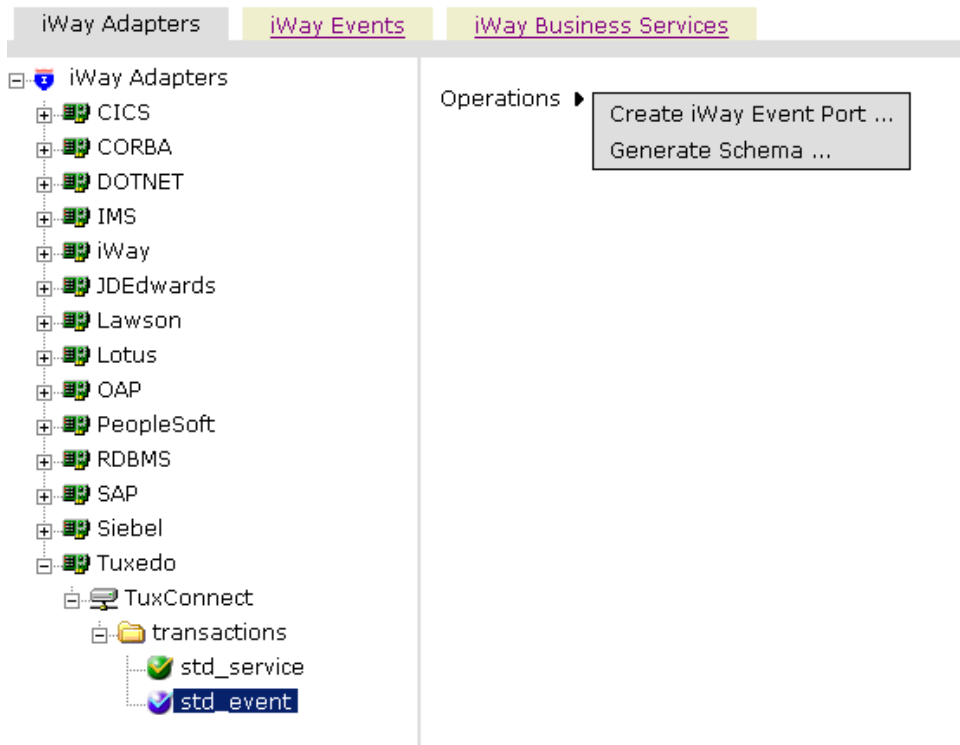 iWay Adapters iWay Events iWay Business Services
iWay Adapters
CICS
CORBA
DOTNET
IMS
iWay
JDEdwards
Lawson
Lotus
OAP
PeopleSoft
RDBMS
SAP
Siebel
Tuxedo
TuxConnect
transactions
std_service
std_event
Operations
Create iWay Event Port ...
Generate Schema ...